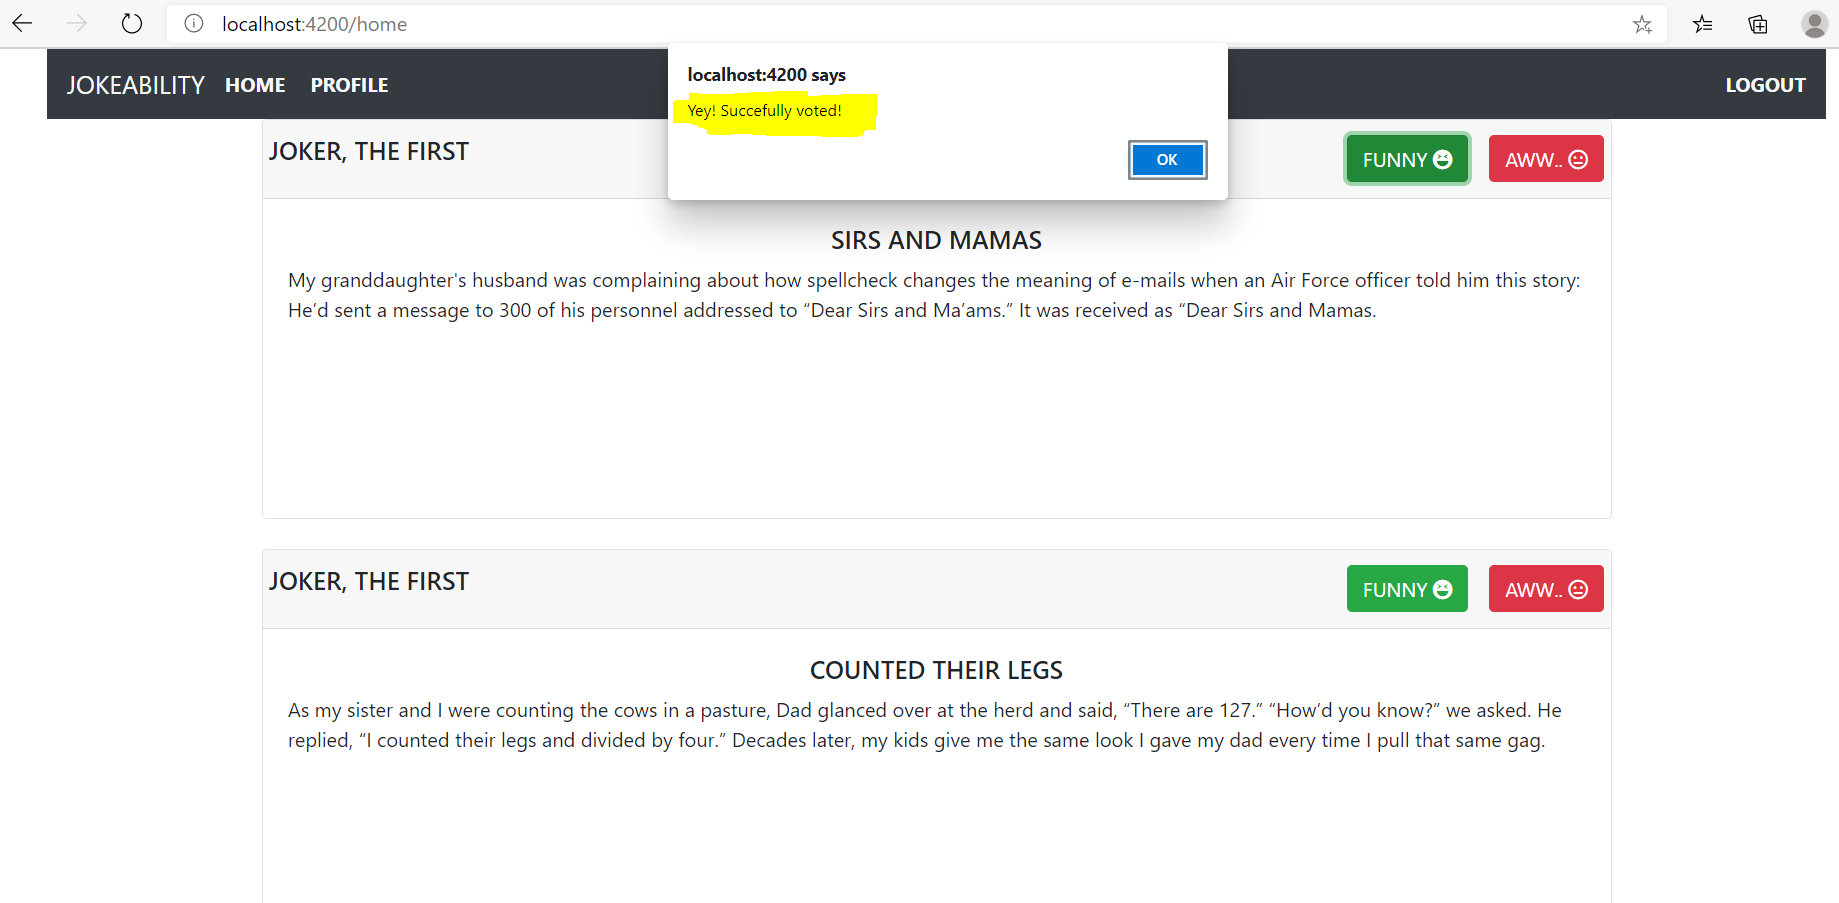 localhost:4200/home
localhost:4200 says
Yey! Succefully voted!
OK
JOKEABILITY HOME PROFILE LOGOUT
JOKER, THE FIRST FUNNY AWW..
SIRS AND MAMAS
My granddaughter's husband was complaining about how spellcheck changes the meaning of e-mails when an Air Force officer told him this story:
He’d sent a message to 300 of his personnel addressed to “Dear Sirs and Ma’ams.” It was received as “Dear Sirs and Mamas.
JOKER, THE FIRST FUNNY AWW..
COUNTED THEIR LEGS
As my sister and I were counting the cows in a pasture, Dad glanced over at the herd and said, “There are 127.” “How’d you know?” we asked. He
replied, “I counted their legs and divided by four.” Decades later, my kids give me the same look I gave my dad every time I pull that same gag.